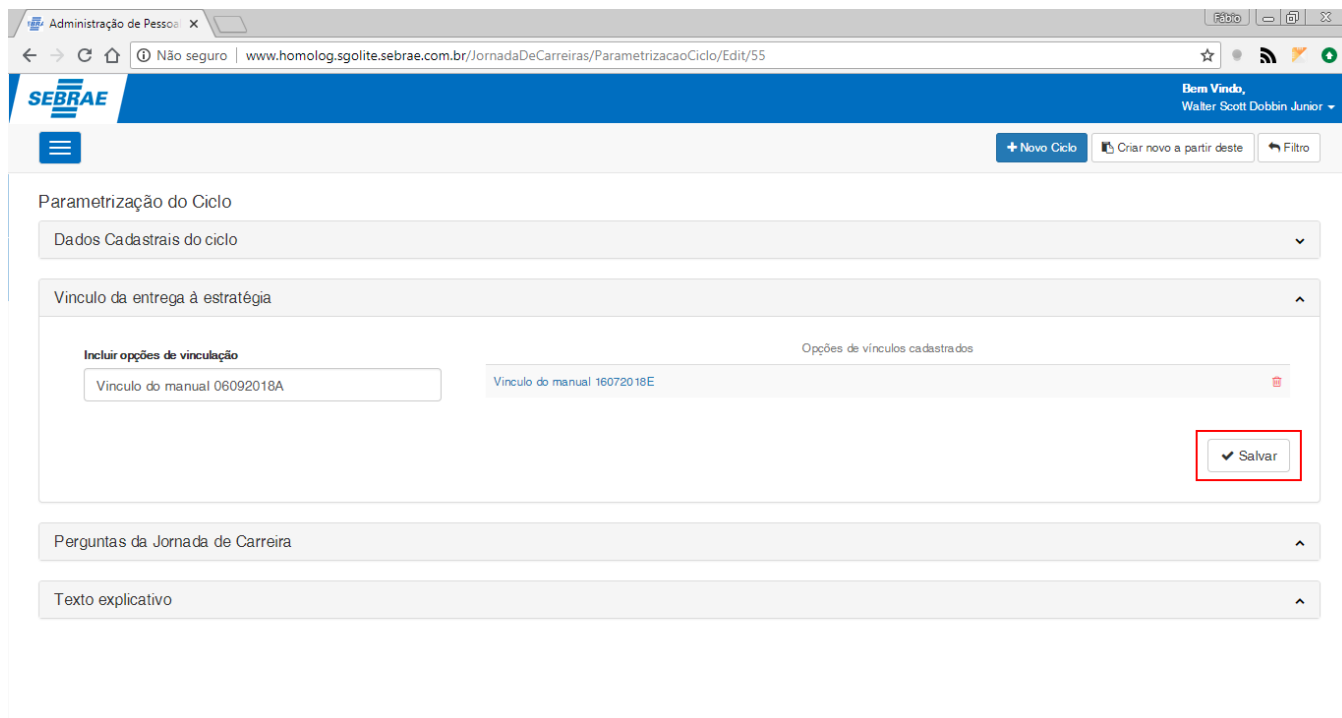 Administração de Pessoa
Fábio
Não seguro | www.homolog.sgolite.sebrae.com.br/JornadaDeCarreiras/ParametrizacaoCiclo/Edit/55
SEBRAE
Bem Vindo,
Walter Scott Dobbin Junior
Novo Ciclo
Criar novo a partir deste
Filtro
Parametrização do Ciclo
Dados Cadastrais do ciclo
Vinculo da entrega à estratégia
Incluir opções de vinculação
Opções de vínculos cadastrados
Vinculo do manual 06092018A
Vinculo do manual 16072018E
Salvar
Perguntas da Jornada de Carreira
Texto explicativo